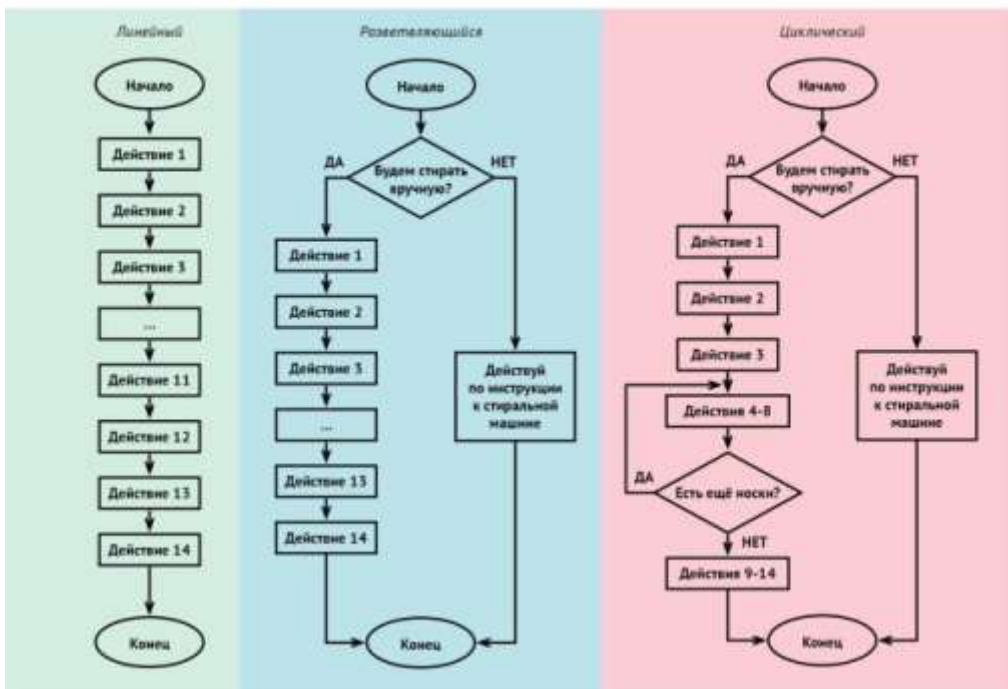 Линейный
Начало
Действие 1
Действие 2
Действие 3
...
Действие 11
Действие 12
Действие 13
Действие 14
Конец
Разветвляющийся
Начало
Будем стирать
вручную?
ДА
НЕТ
Действие 1
Действие 2
Действие 3
...
Действие 13
Действие 14
Действуй
по инструкции
к стиральной
машине
Конец
Циклический
Начало
Будем стирать
вручную?
ДА
НЕТ
Действие 1
Действие 2
Действие 3
Действия 4-8
Есть ещё носки?
ДА
НЕТ
Действия 9-14
Действуй
по инструкции
к стиральной
машине
Конец